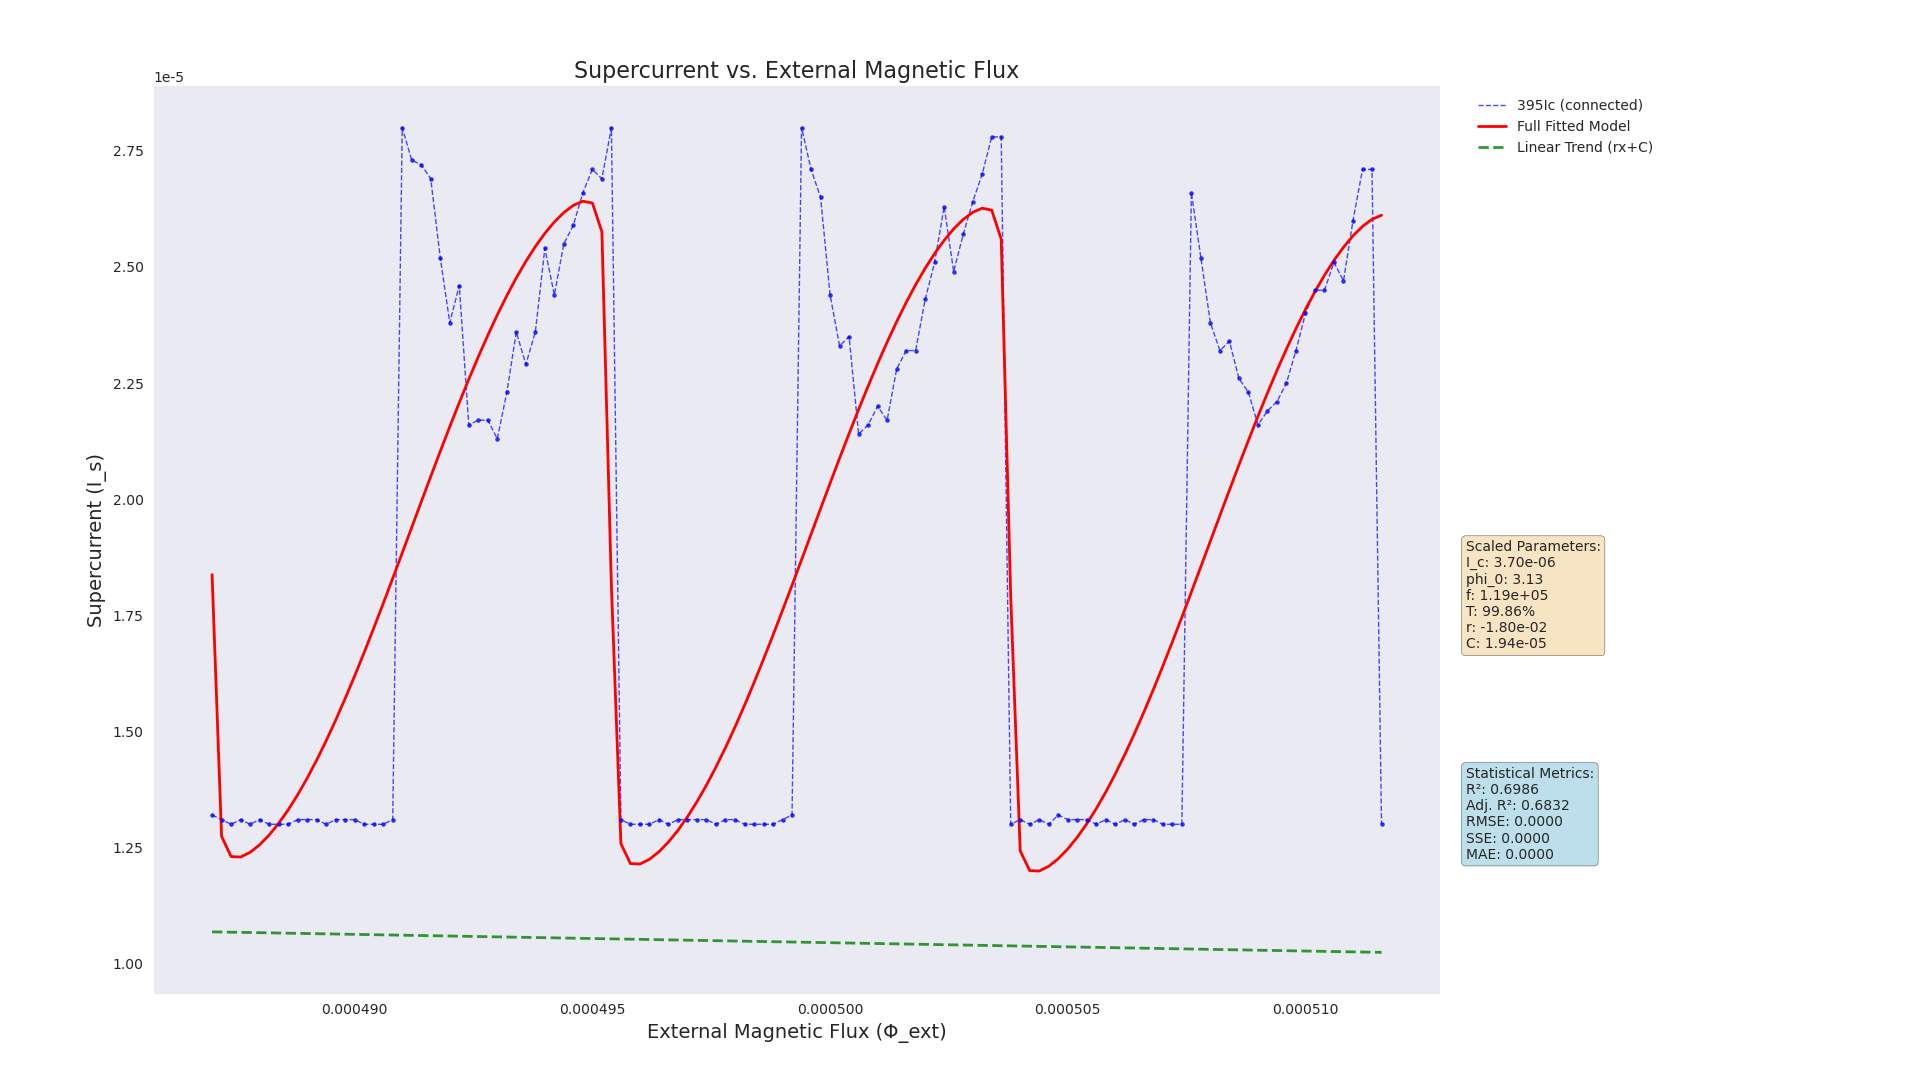 Supercurrent vs. External Magnetic Flux
1e-5
2.75
2.50
2.25
2.00
1.75
1.50
1.25
1.00
Supercurrent (I_s)
0.000490
0.000495
0.000500
0.000505
0.000510
External Magnetic Flux (Φ_ext)
395Ic (connected)
Full Fitted Model
Linear Trend (rx+C)
Scaled Parameters:
I_c: 3.70e-06
phi_0: 3.13
f: 1.19e+05
T: 99.86%
r: -1.80e-02
C: 1.94e-05
Statistical Metrics:
R²: 0.6986
Adj. R²: 0.6832
RMSE: 0.0000
SSE: 0.0000
MAE: 0.0000